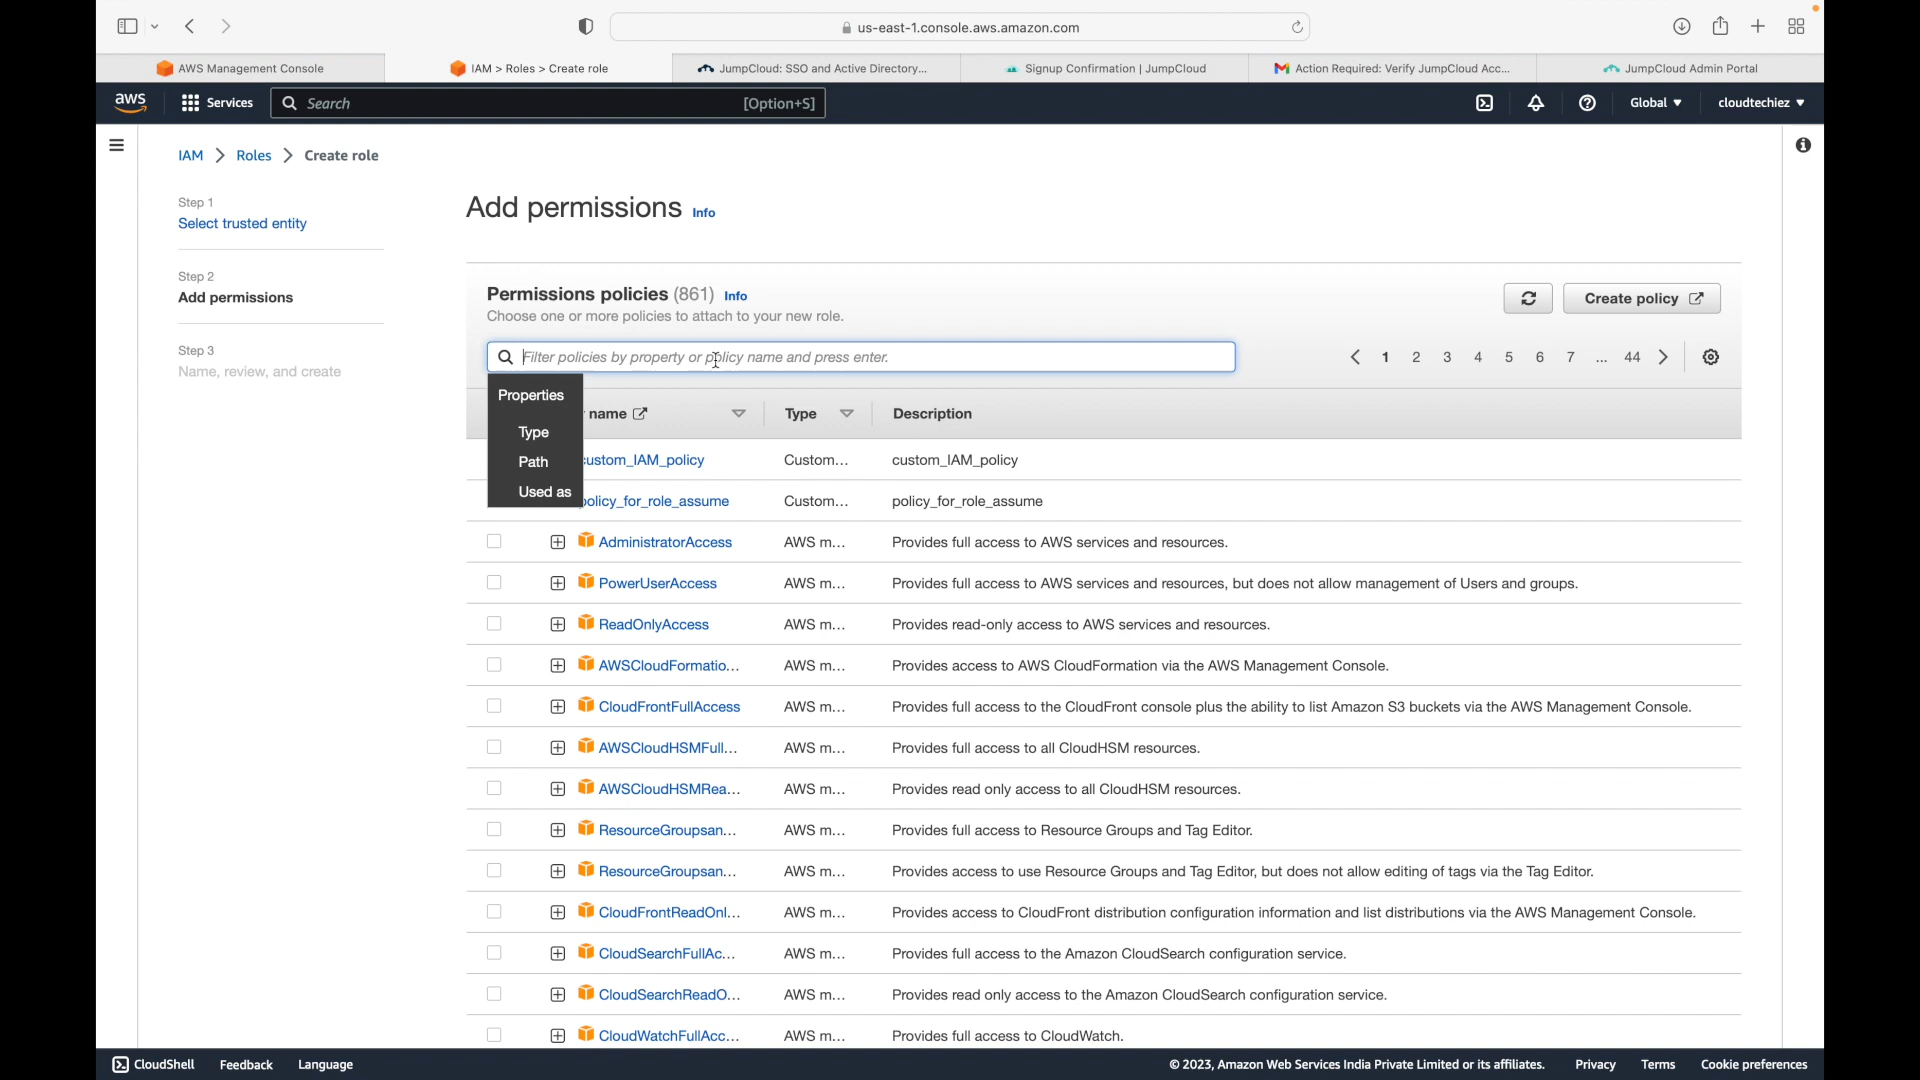 us-east-1.console.aws.amazon.com
AWS Management Console
IAM > Roles > Create role
JumpCloud: SSO and Active Directory...
Signup Confirmation | JumpCloud
Action Required: Verify JumpCloud Acc...
JumpCloud Admin Portal
aws
Services
Search
[Option+S]
Global
cloudtechiez
IAM > Roles > Create role
Step 1
Select trusted entity
Step 2
Add permissions
Step 3
Name, review, and create
Add permissions Info
Permissions policies (861) Info
Choose one or more policies to attach to your new role.
Create policy
Filter policies by property or policy name and press enter.
1 2 3 4 5 6 7 ... 44
Properties
Type
Path
Used as
name
Type
Description
custom_IAM_policy Custom... custom_IAM_policy
policy_for_role_assume Custom... policy_for_role_assume
AdministratorAccess AWS m... Provides full access to AWS services and resources.
PowerUserAccess AWS m... Provides full access to AWS services and resources, but does not allow management of Users and groups.
ReadOnlyAccess AWS m... Provides read-only access to AWS services and resources.
AWSCloudFormatio... AWS m... Provides access to AWS CloudFormation via the AWS Management Console.
CloudFrontFullAccess AWS m... Provides full access to the CloudFront console plus the ability to list Amazon S3 buckets via the AWS Management Console.
AWSCloudHSMFull... AWS m... Provides full access to all CloudHSM resources.
AWSCloudHSMRea... AWS m... Provides read only access to all CloudHSM resources.
ResourceGroupsan... AWS m... Provides full access to Resource Groups and Tag Editor.
ResourceGroupsan... AWS m... Provides access to use Resource Groups and Tag Editor, but does not allow editing of tags via the Tag Editor.
CloudFrontReadOnl... AWS m... Provides access to CloudFront distribution configuration information and list distributions via the AWS Management Console.
CloudSearchFullAc... AWS m... Provides full access to the Amazon CloudSearch configuration service.
CloudSearchReadO... AWS m... Provides read only access to the Amazon CloudSearch configuration service.
CloudWatchFullAcc... AWS m... Provides full access to CloudWatch.
CloudShell
Feedback
Language
© 2023, Amazon Web Services India Private Limited or its affiliates.
Privacy
Terms
Cookie preferences